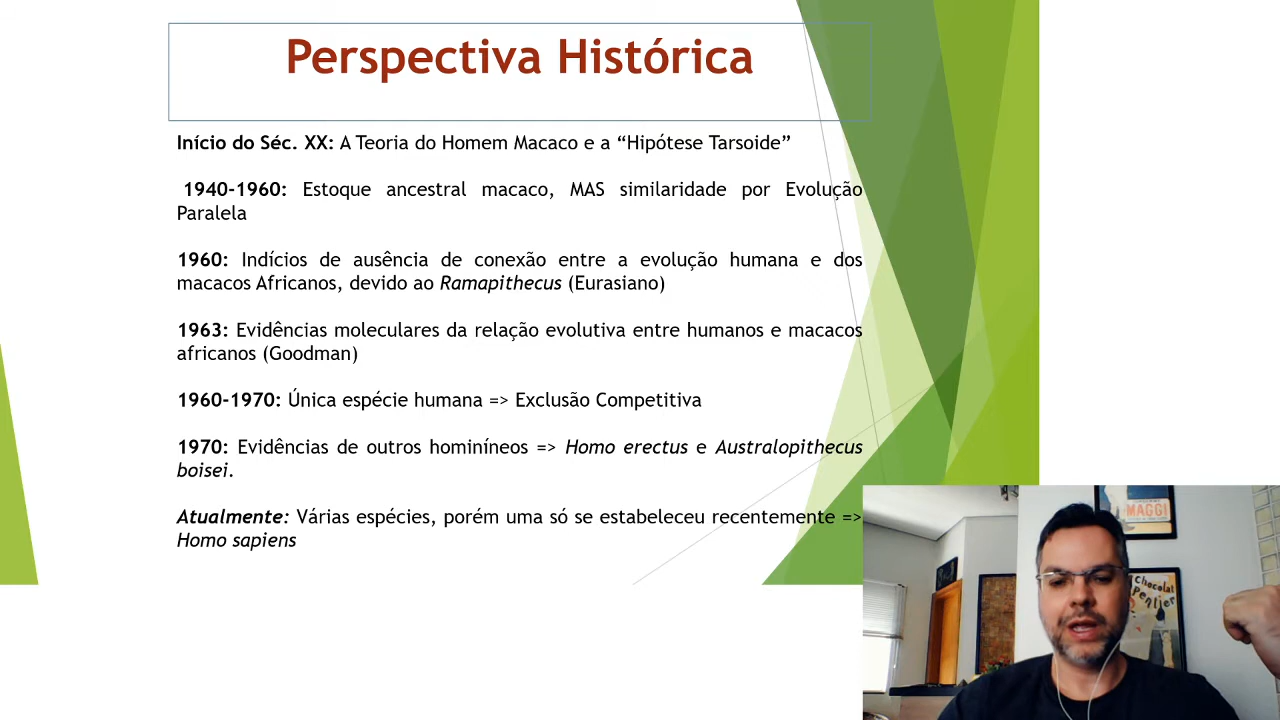 Perspectiva Histórica
Início do Séc. XX: A Teoria do Homem Macaco e a “Hipótese Tarsoide”
1940-1960: Estoque ancestral macaco, MAS similaridade por Evolução
Paralela
1960: Indícios de ausência de conexão entre a evolução humana e dos
macacos Africanos, devido ao Ramapithecus (Eurasiano)
1963: Evidências moleculares da relação evolutiva entre humanos e macacos
africanos (Goodman)
1960-1970: Única espécie humana => Exclusão Competitiva
1970: Evidências de outros hominíneos => Homo erectus e Australopithecus
boisei.
Atualmente: Várias espécies, porém uma só se estabeleceu recentemente =>
Homo sapiens
MAGGI
Chocolat